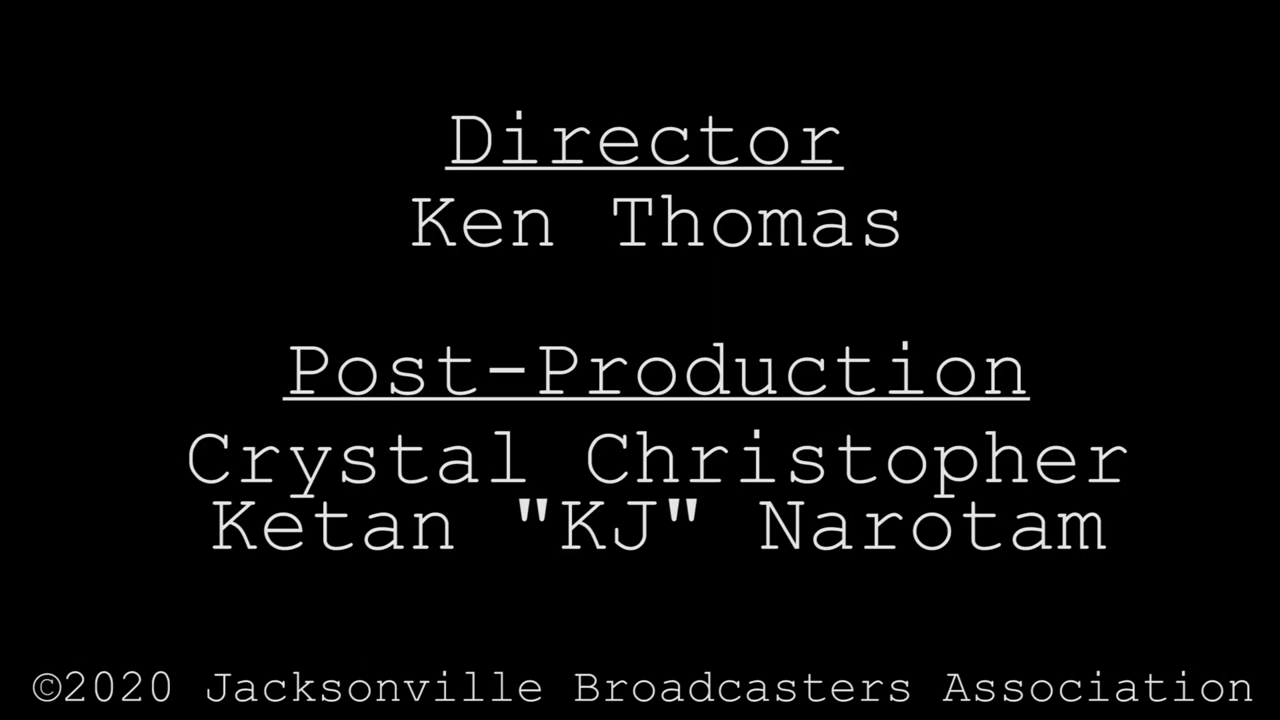 Director
Ken Thomas
Post-Production
Crystal Christopher
Ketan "KJ" Narotam
©2020 Jacksonville Broadcasters Association